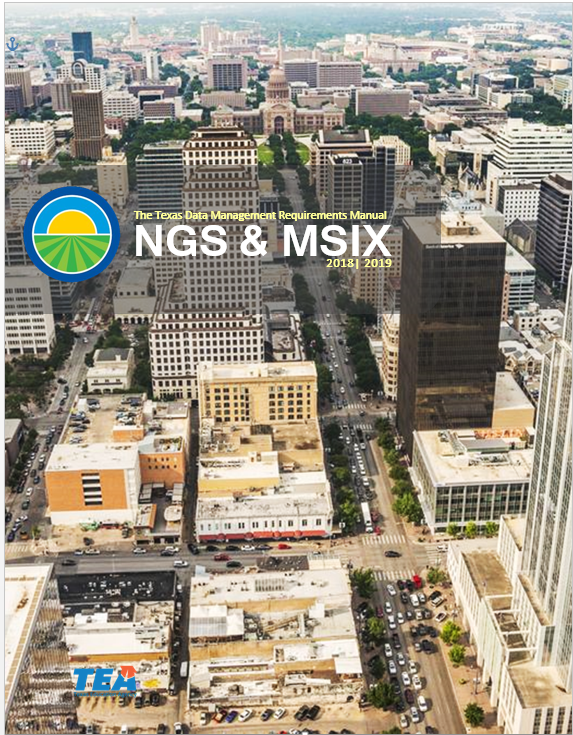 The Texas Data Management Requirements Manual
NGS & MSIX
2018| 2019
TEA